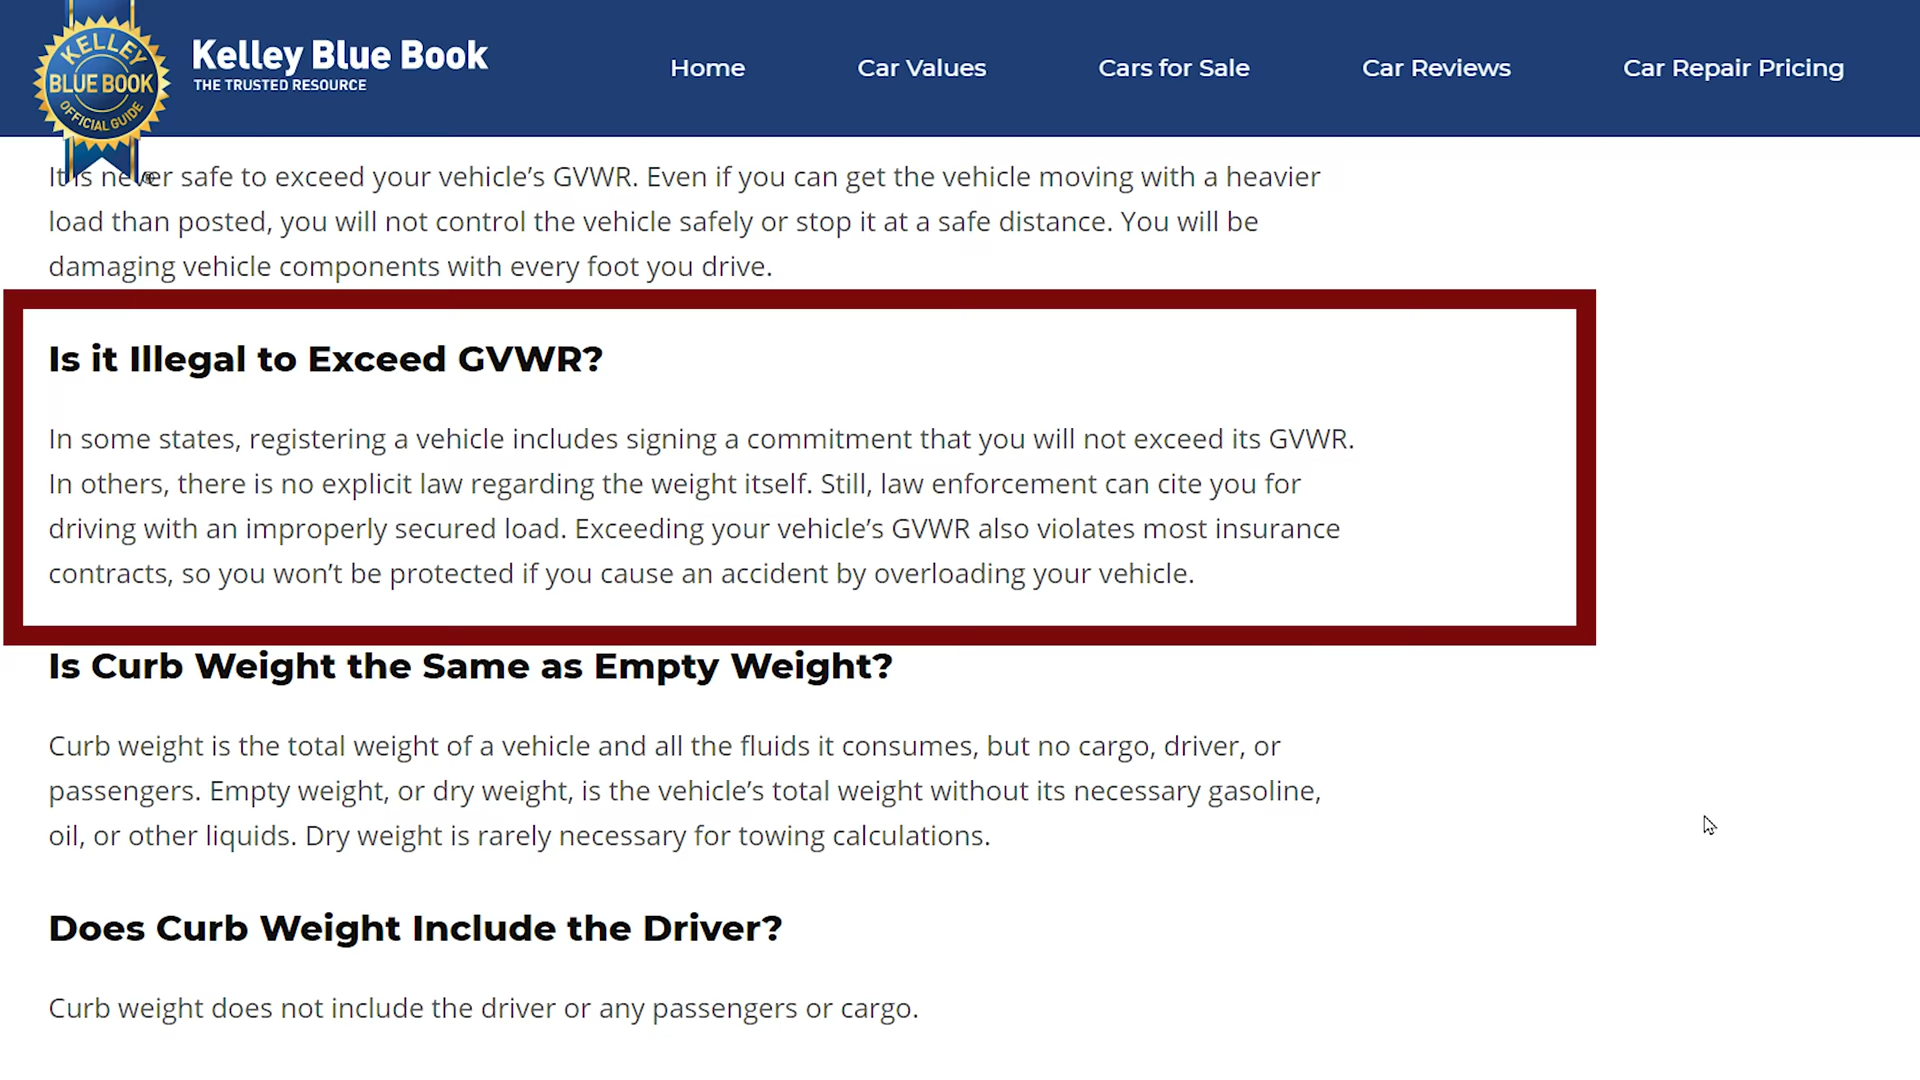 KELLEY
BLUE BOOK
OFFICIAL GUIDE
®
Kelley Blue Book
THE TRUSTED RESOURCE
Home
Car Values
Cars for Sale
Car Reviews
Car Repair Pricing
It is never safe to exceed your vehicle’s GVWR. Even if you can get the vehicle moving with a heavier
load than posted, you will not control the vehicle safely or stop it at a safe distance. You will be
damaging vehicle components with every foot you drive.
Is it Illegal to Exceed GVWR?
In some states, registering a vehicle includes signing a commitment that you will not exceed its GVWR.
In others, there is no explicit law regarding the weight itself. Still, law enforcement can cite you for
driving with an improperly secured load. Exceeding your vehicle’s GVWR also violates most insurance
contracts, so you won’t be protected if you cause an accident by overloading your vehicle.
Is Curb Weight the Same as Empty Weight?
Curb weight is the total weight of a vehicle and all the fluids it consumes, but no cargo, driver, or
passengers. Empty weight, or dry weight, is the vehicle’s total weight without its necessary gasoline,
oil, or other liquids. Dry weight is rarely necessary for towing calculations.
Does Curb Weight Include the Driver?
Curb weight does not include the driver or any passengers or cargo.